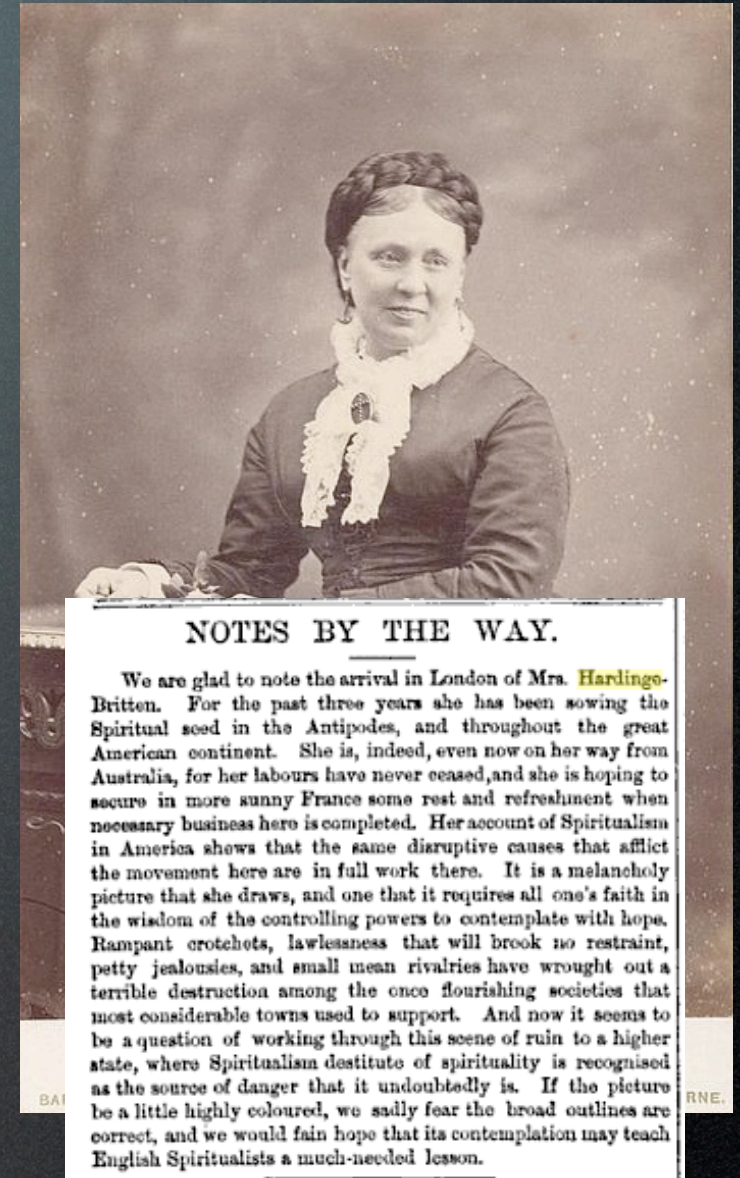 NOTES BY THE WAY.
We are glad to note the arrival in London of Mrs. Hardinge-
Britten. For the past three years she has been sowing the
Spiritual seed in the Antipodes, and throughout the great
American continent. She is, indeed, even now on her way from
Australia, for her labours have never ceased, and she is hoping to
secure in more sunny France some rest and refreshment when
necessary business here is completed. Her account of Spiritualism
in America shows that the same disruptive causes that afflict
the movement here are in full work there. It is a melancholy
picture that she draws, and one that it requires all one's faith in
the wisdom of the controlling powers to contemplate with hope.
Rampant crotchets, lawlessness that will brook no restraint,
petty jealousies, and small mean rivalries have wrought out a
terrible destruction among the once flourishing societies that
most considerable towns used to support. And now it seems to
be a question of working through this scene of ruin to a higher
state, where Spiritualism destitute of spirituality is recognised
as the source of danger that it undoubtedly is. If the picture
be a little highly coloured, we sadly fear the broad outlines are
correct, and we would fain hope that its contemplation may teach
English Spiritualists a much-needed lesson.
BA
RNE.